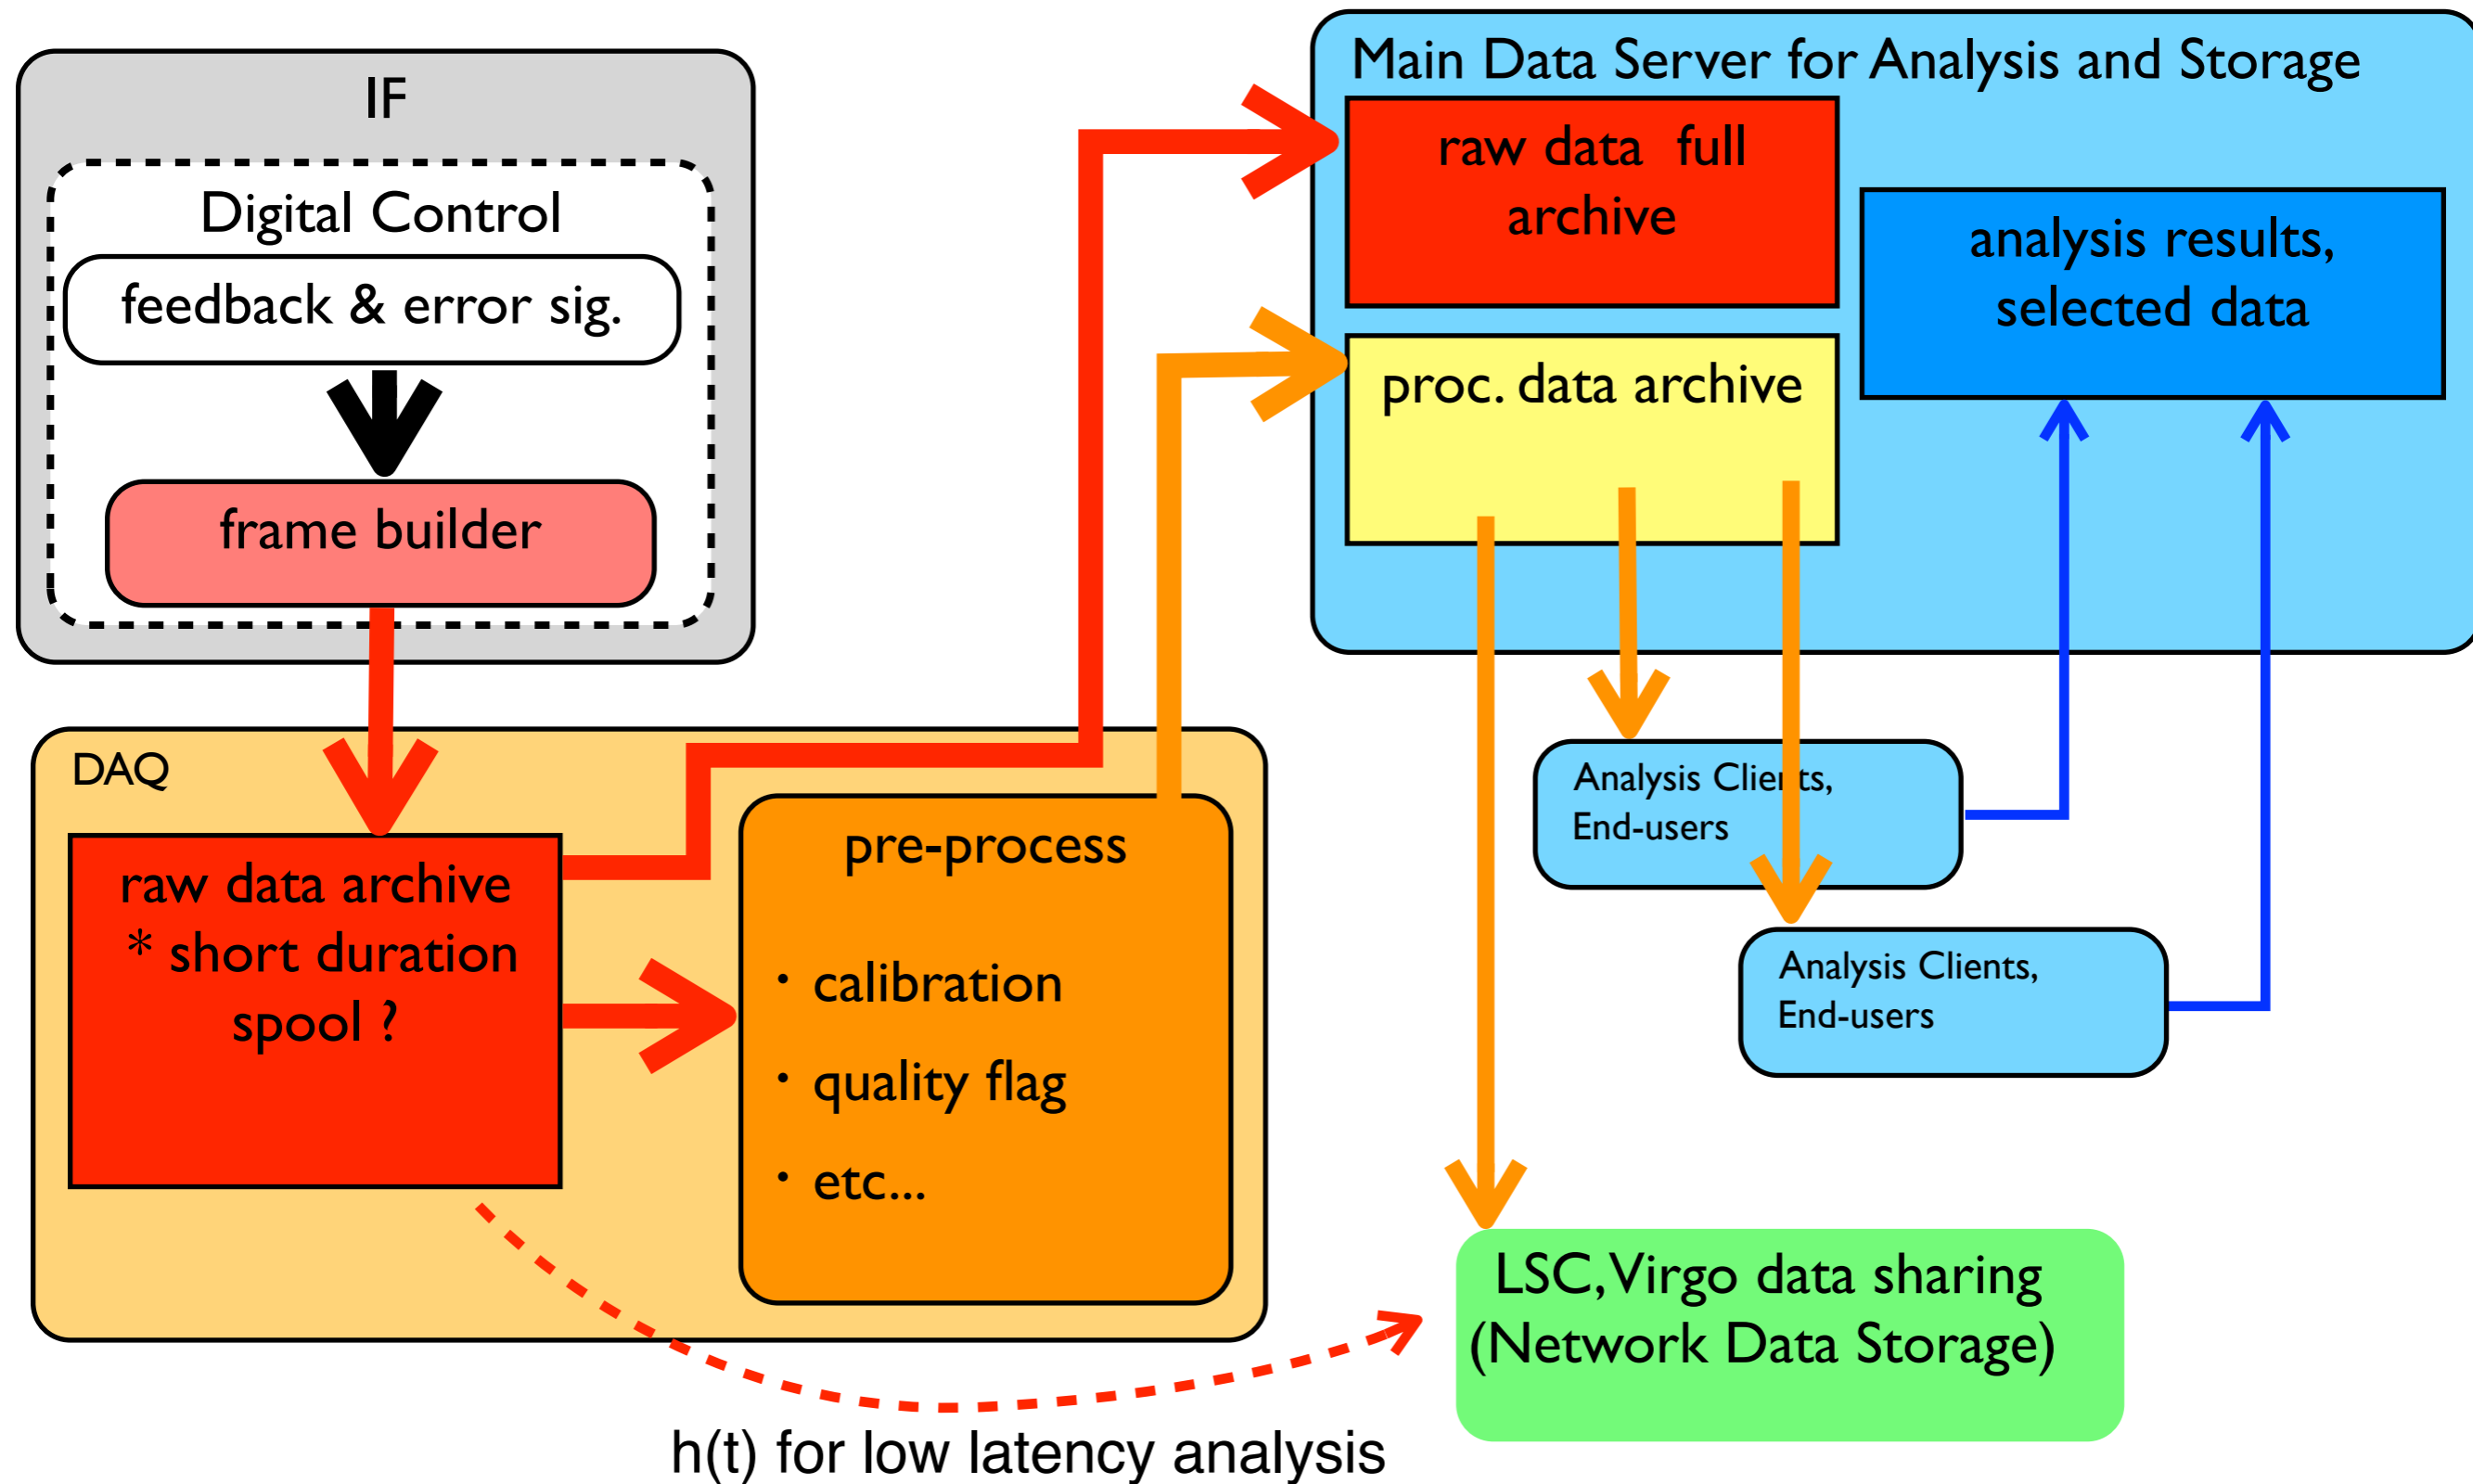 IF
Digital Control
feedback & error sig.
frame builder
DAQ
raw data archive
* short duration
spool ?
pre-process
・ calibration
・ quality flag
・ etc...
Main Data Server for Analysis and Storage
raw data full
archive
proc. data archive
analysis results,
selected data
Analysis Clients,
End-users
Analysis Clients,
End-users
LSC, Virgo data sharing
(Network Data Storage)
h(t) for low latency analysis